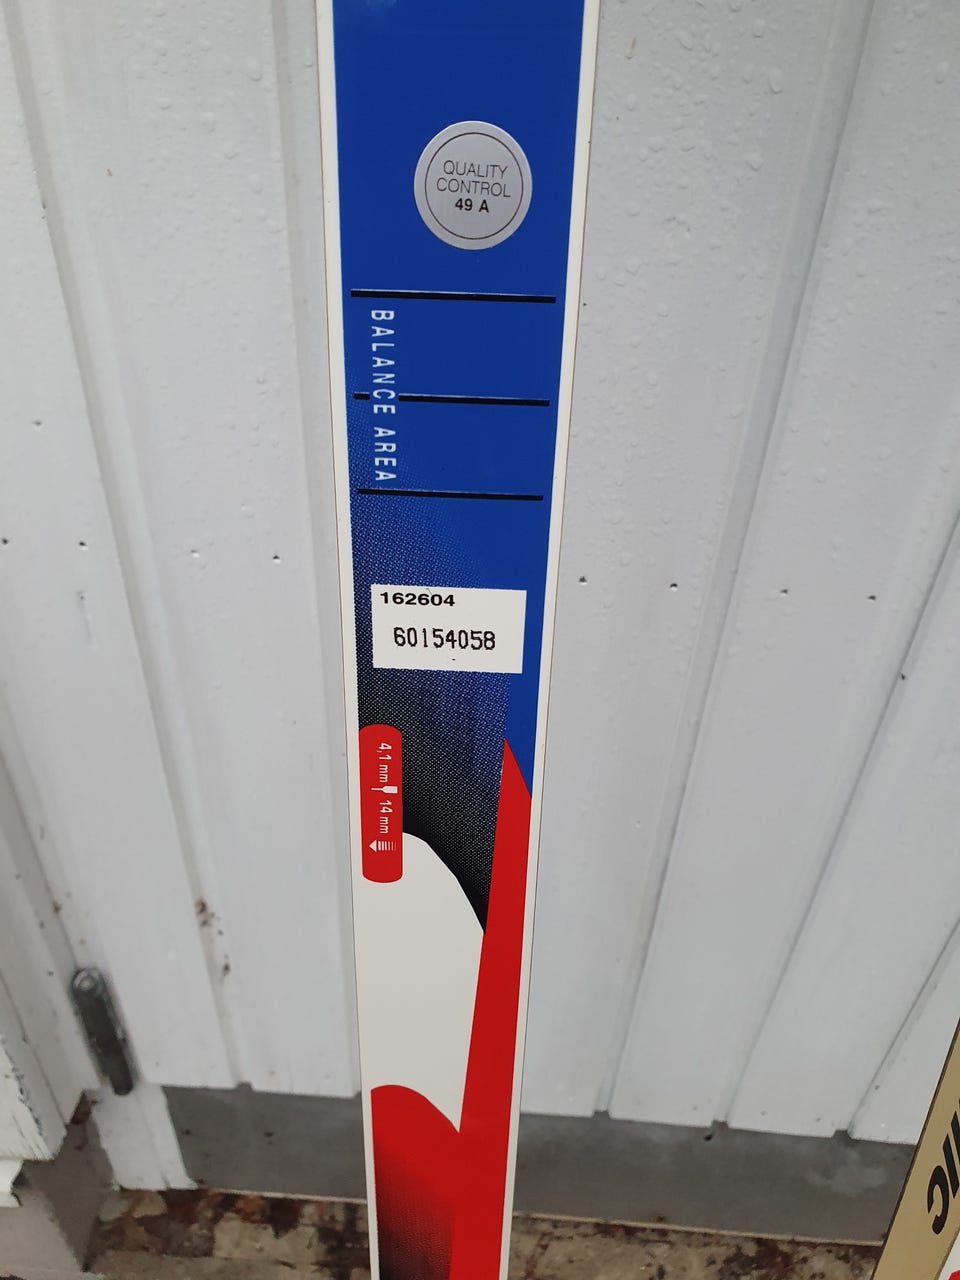 QUALITY
CONTROL
49 A
BALANCE AREA
162604
60154058
4,1 mm 14 mm